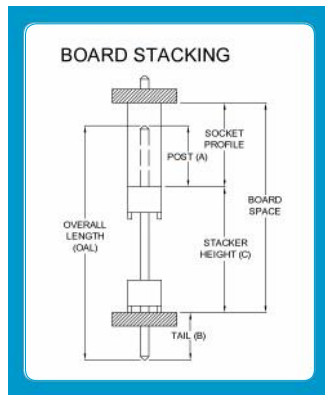 BOARD STACKING
SOCKET
PROFILE
POST (A)
BOARD
SPACE
OVERALL
LENGTH
(OAL)
STACKER
HEIGHT (C)
TAIL (B)